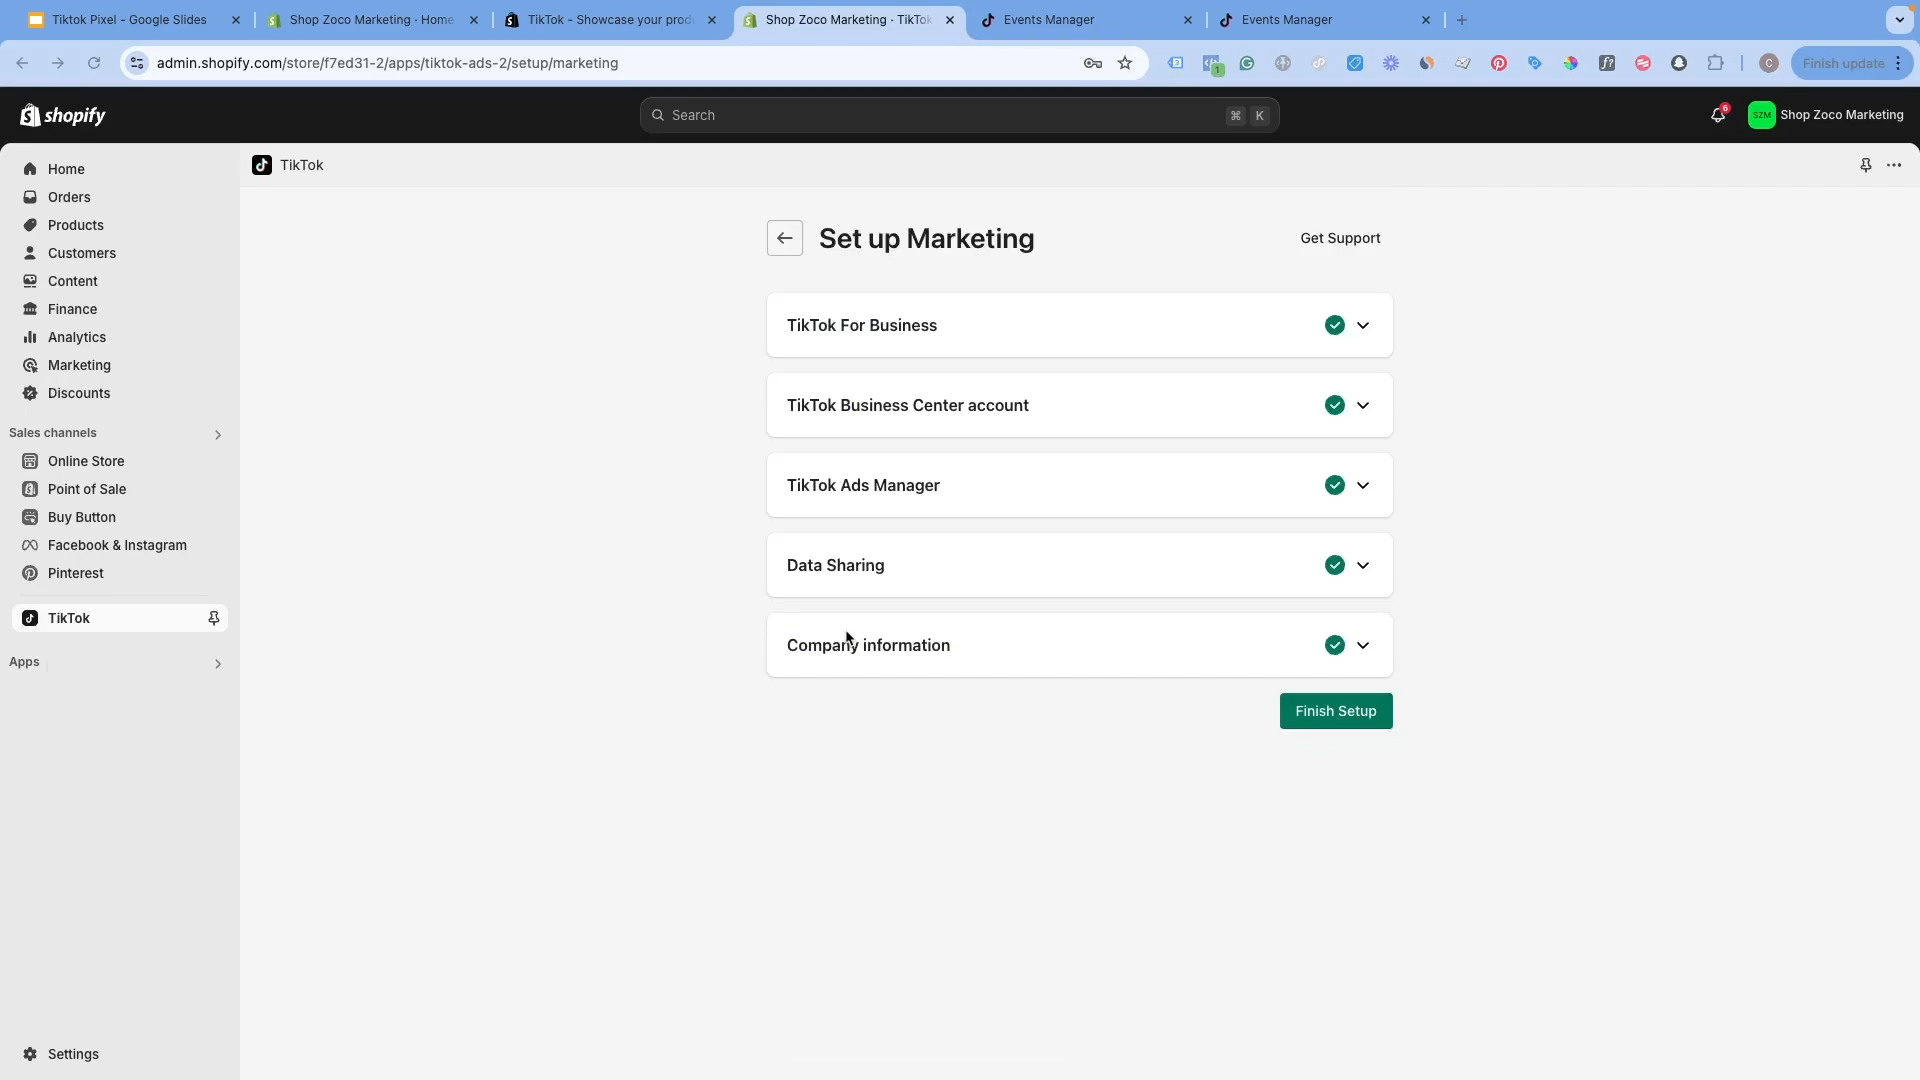 Tiktok Pixel - Google Slides
Shop Zoco Marketing · Home
TikTok - Showcase your prod
Shop Zoco Marketing · TikTok
Events Manager
Events Manager
admin.shopify.com/store/f7ed31-2/apps/tiktok-ads-2/setup/marketing
1
f?
C
Finish update
shopify
Search
⌘ K
6
SZM
Shop Zoco Marketing
Home
Orders
Products
Customers
Content
Finance
Analytics
Marketing
Discounts
Sales channels
Online Store
Point of Sale
Buy Button
Facebook & Instagram
Pinterest
TikTok
Apps
Settings
TikTok
Set up Marketing
Get Support
TikTok For Business
TikTok Business Center account
TikTok Ads Manager
Data Sharing
Company information
Finish Setup